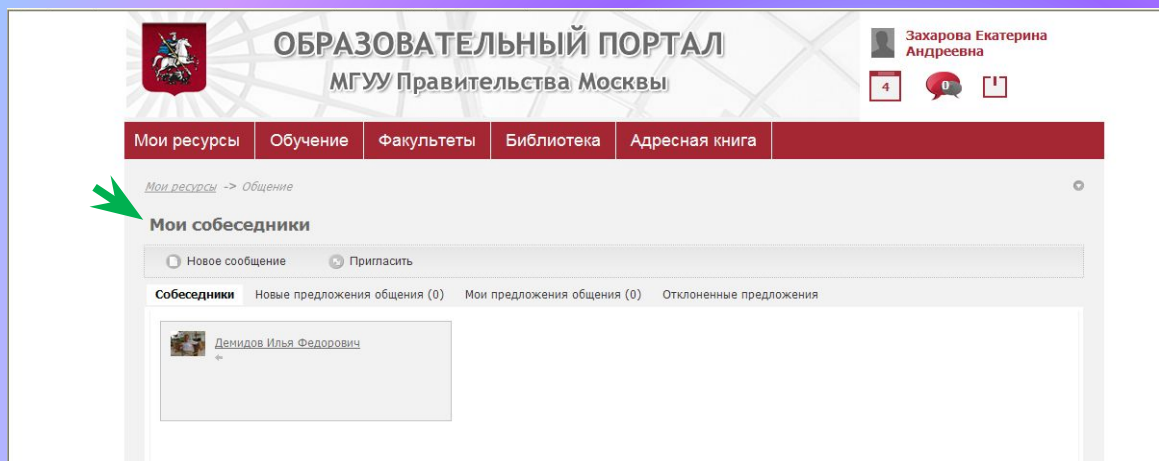 ОБРАЗОВАТЕЛЬНЫЙ ПОРТАЛ
МГУУ Правительства Москвы
Захарова Екатерина
Андреевна
4 0
Мои ресурсы Обучение Факультеты Библиотека Адресная книга
Мои ресурсы -> Общение
Мои собеседники
Новое сообщение Пригласить
Собеседники Новые предложения общения (0) Мои предложения общения (0) Отклоненные предложения
Демидов Илья Федорович